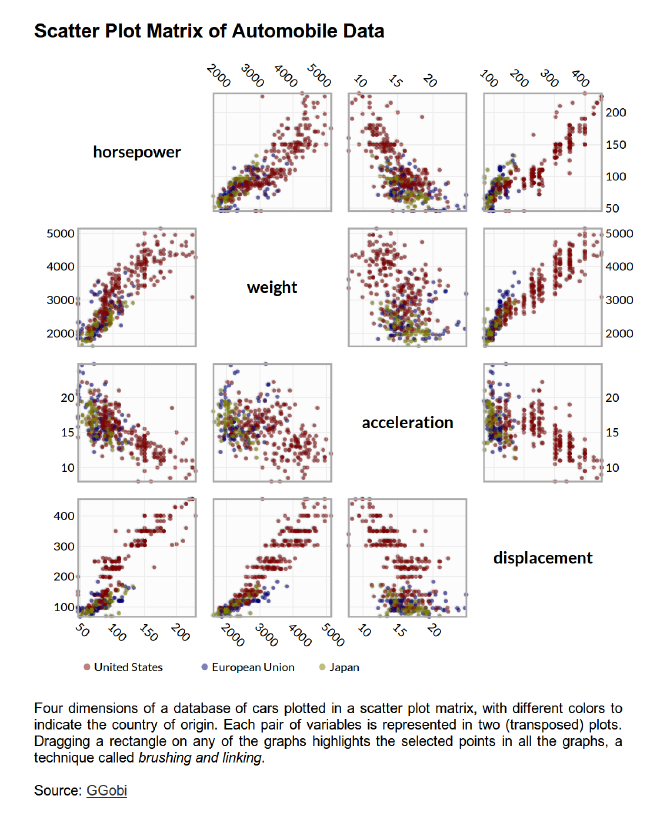 Scatter Plot Matrix of Automobile Data
2000 3000 4000 5000 10 15 20 100 200 300 400
200
horsepower
150
100
50
5000 5000
4000 weight 4000
3000 3000
2000 2000
20 20
15 acceleration 15
10 10
400
300 displacement
200
100
50 100 150 200 2000 3000 4000 5000 10 15 20
United States European Union Japan
Four dimensions of a database of cars plotted in a scatter plot matrix, with different colors to
indicate the country of origin. Each pair of variables is represented in two (transposed) plots.
Dragging a rectangle on any of the graphs highlights the selected points in all the graphs, a
technique called brushing and linking.
Source: GGobi